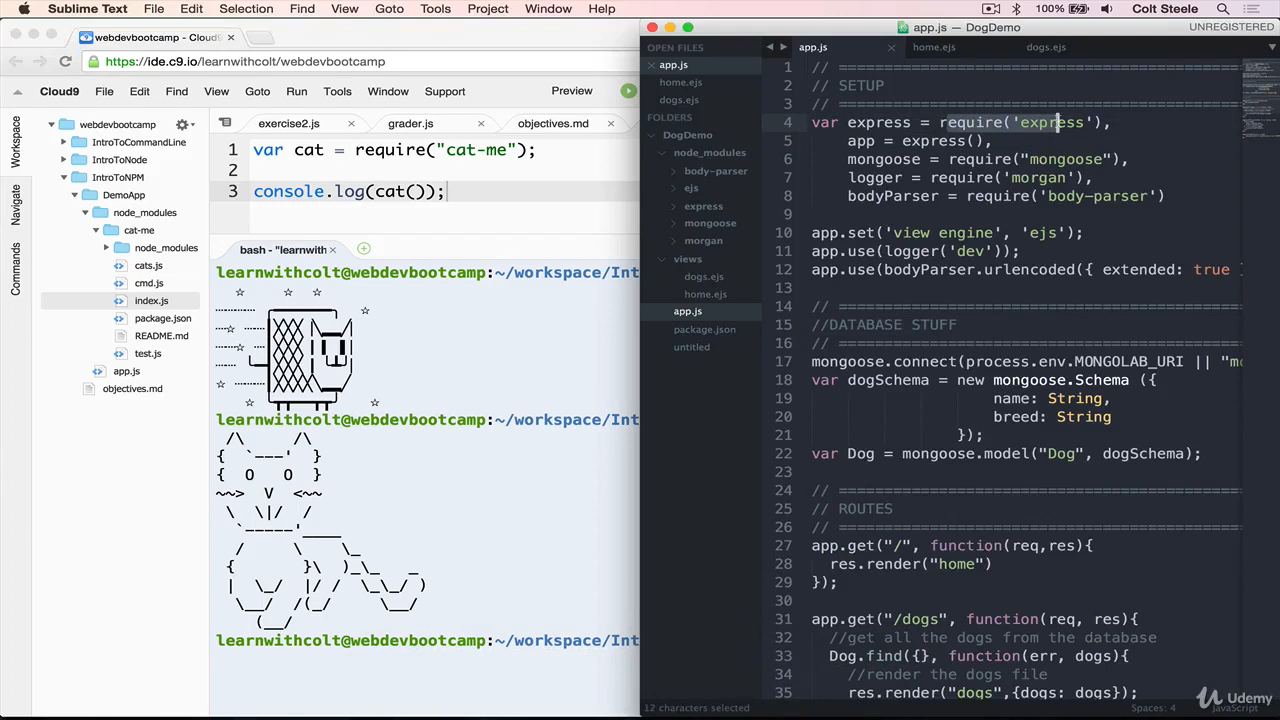 Sublime Text File Edit Selection Find View Goto Tools Project Window Help 100% Colt Steele
webdevbootcamp - Cloud9
https://ide.c9.io/learnwithcolt/webdevbootcamp
Cloud9 File Edit Find View Goto Run Tools Window Support Preview
Workspace
Navigate
Commands
webdevbootcamp
IntroToCommandLine
IntroToNode
IntroToNPM
DemoApp
node_modules
cat-me
node_modules
cats.js
cmd.js
index.js
package.json
README.md
test.js
app.js
objectives.md
exercise2.js grader.js objectives.md
1 var cat = require("cat-me");
2
3 console.log(cat());
bash - "learnwith
learnwithcolt@webdevbootcamp:~/workspace/Int
learnwithcolt@webdevbootcamp:~/workspace/Int
learnwithcolt@webdevbootcamp:~/workspace/Int
app.js — DogDemo UNREGISTERED
OPEN FILES
app.js
home.ejs
dogs.ejs
FOLDERS
DogDemo
node_modules
body-parser
ejs
express
mongoose
morgan
views
dogs.ejs
home.ejs
app.js
package.json
untitled
app.js home.ejs dogs.ejs
1 // =============================================
2 // SETUP
3 // =============================================
4 var express = require('express'),
5 app = express(),
6 mongoose = require("mongoose"),
7 logger = require('morgan'),
8 bodyParser = require('body-parser')
9
10 app.set('view engine', 'ejs');
11 app.use(logger('dev'));
12 app.use(bodyParser.urlencoded({ extended: true }
13
14 // =============================================
15 //DATABASE STUFF
16 // =============================================
17 mongoose.connect(process.env.MONGOLAB_URI || "mo
18 var dogSchema = new mongoose.Schema ({
19 name: String,
20 breed: String
21 });
22 var Dog = mongoose.model("Dog", dogSchema);
23
24 // =============================================
25 // ROUTES
26 // =============================================
27 app.get("/", function(req,res){
28 res.render("home")
29 });
30
31 app.get("/dogs", function(req, res){
32 //get all the dogs from the database
33 Dog.find({}, function(err, dogs){
34 //render the dogs file
35 res.render("dogs",{dogs: dogs});
12 characters selected Spaces: 4 JavaScript
Udemy